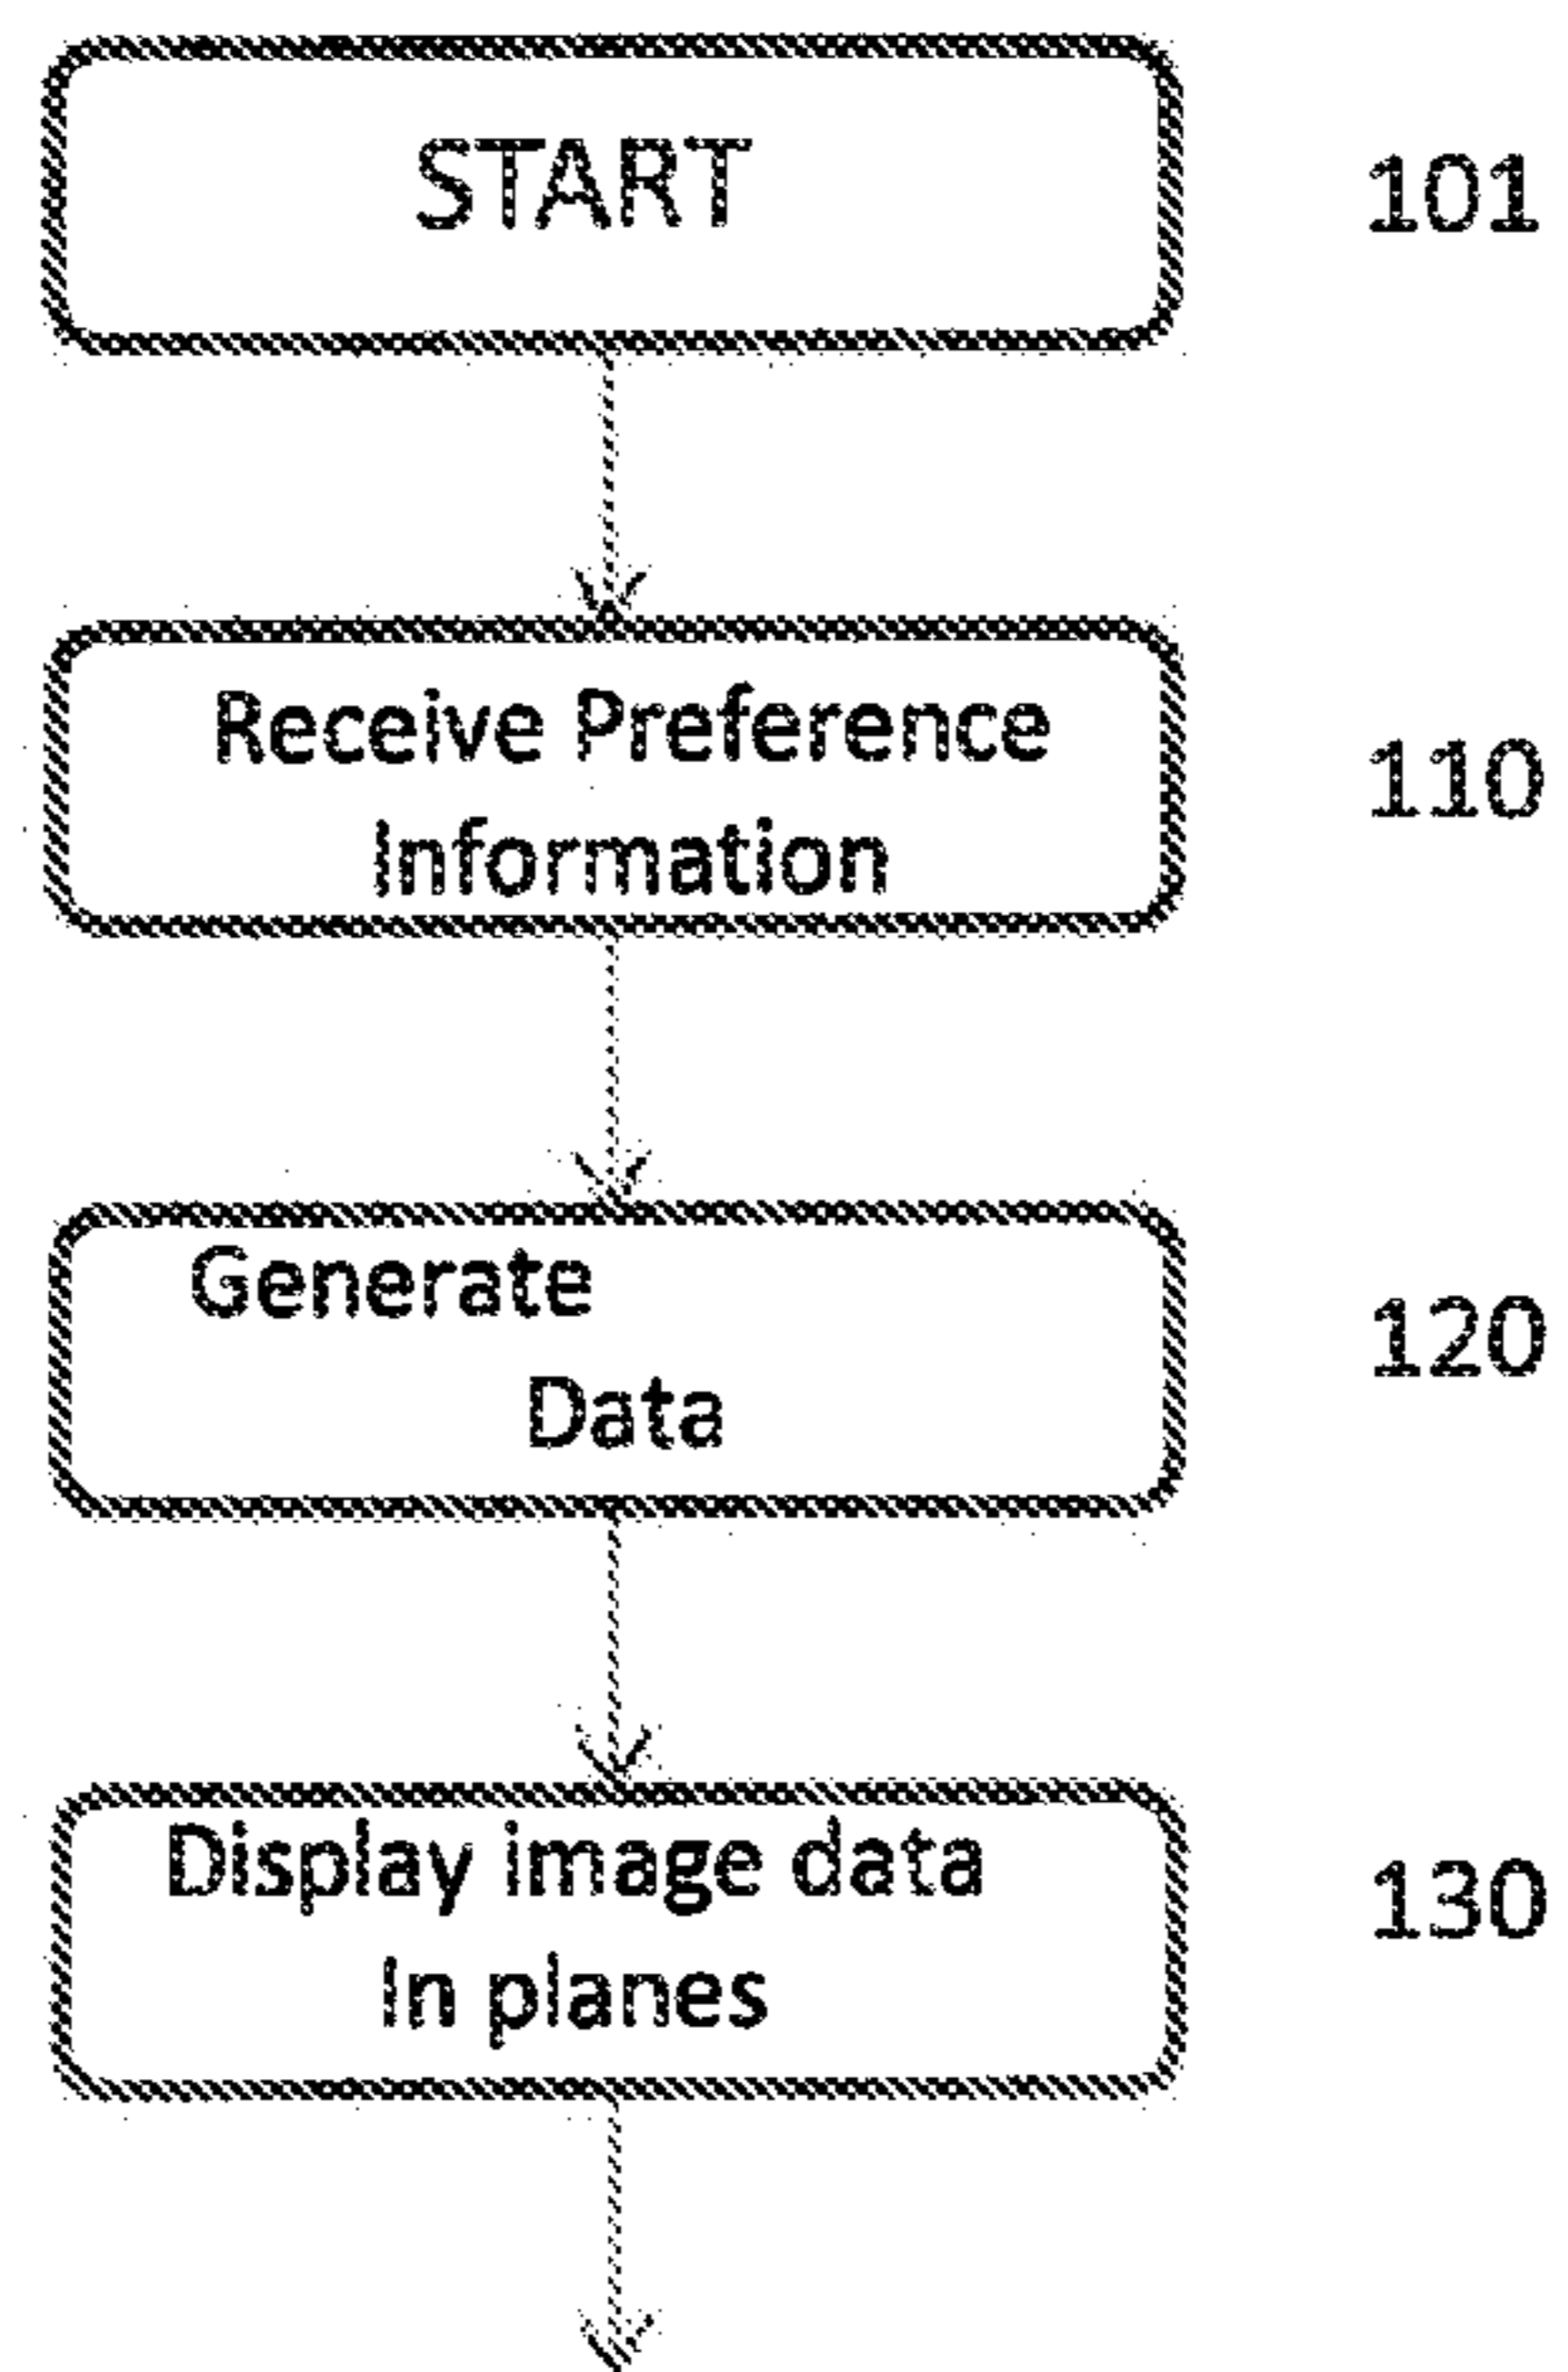 START
101
Receive Preference
Information
110
Generate
Data
120
Display image data
In planes
130